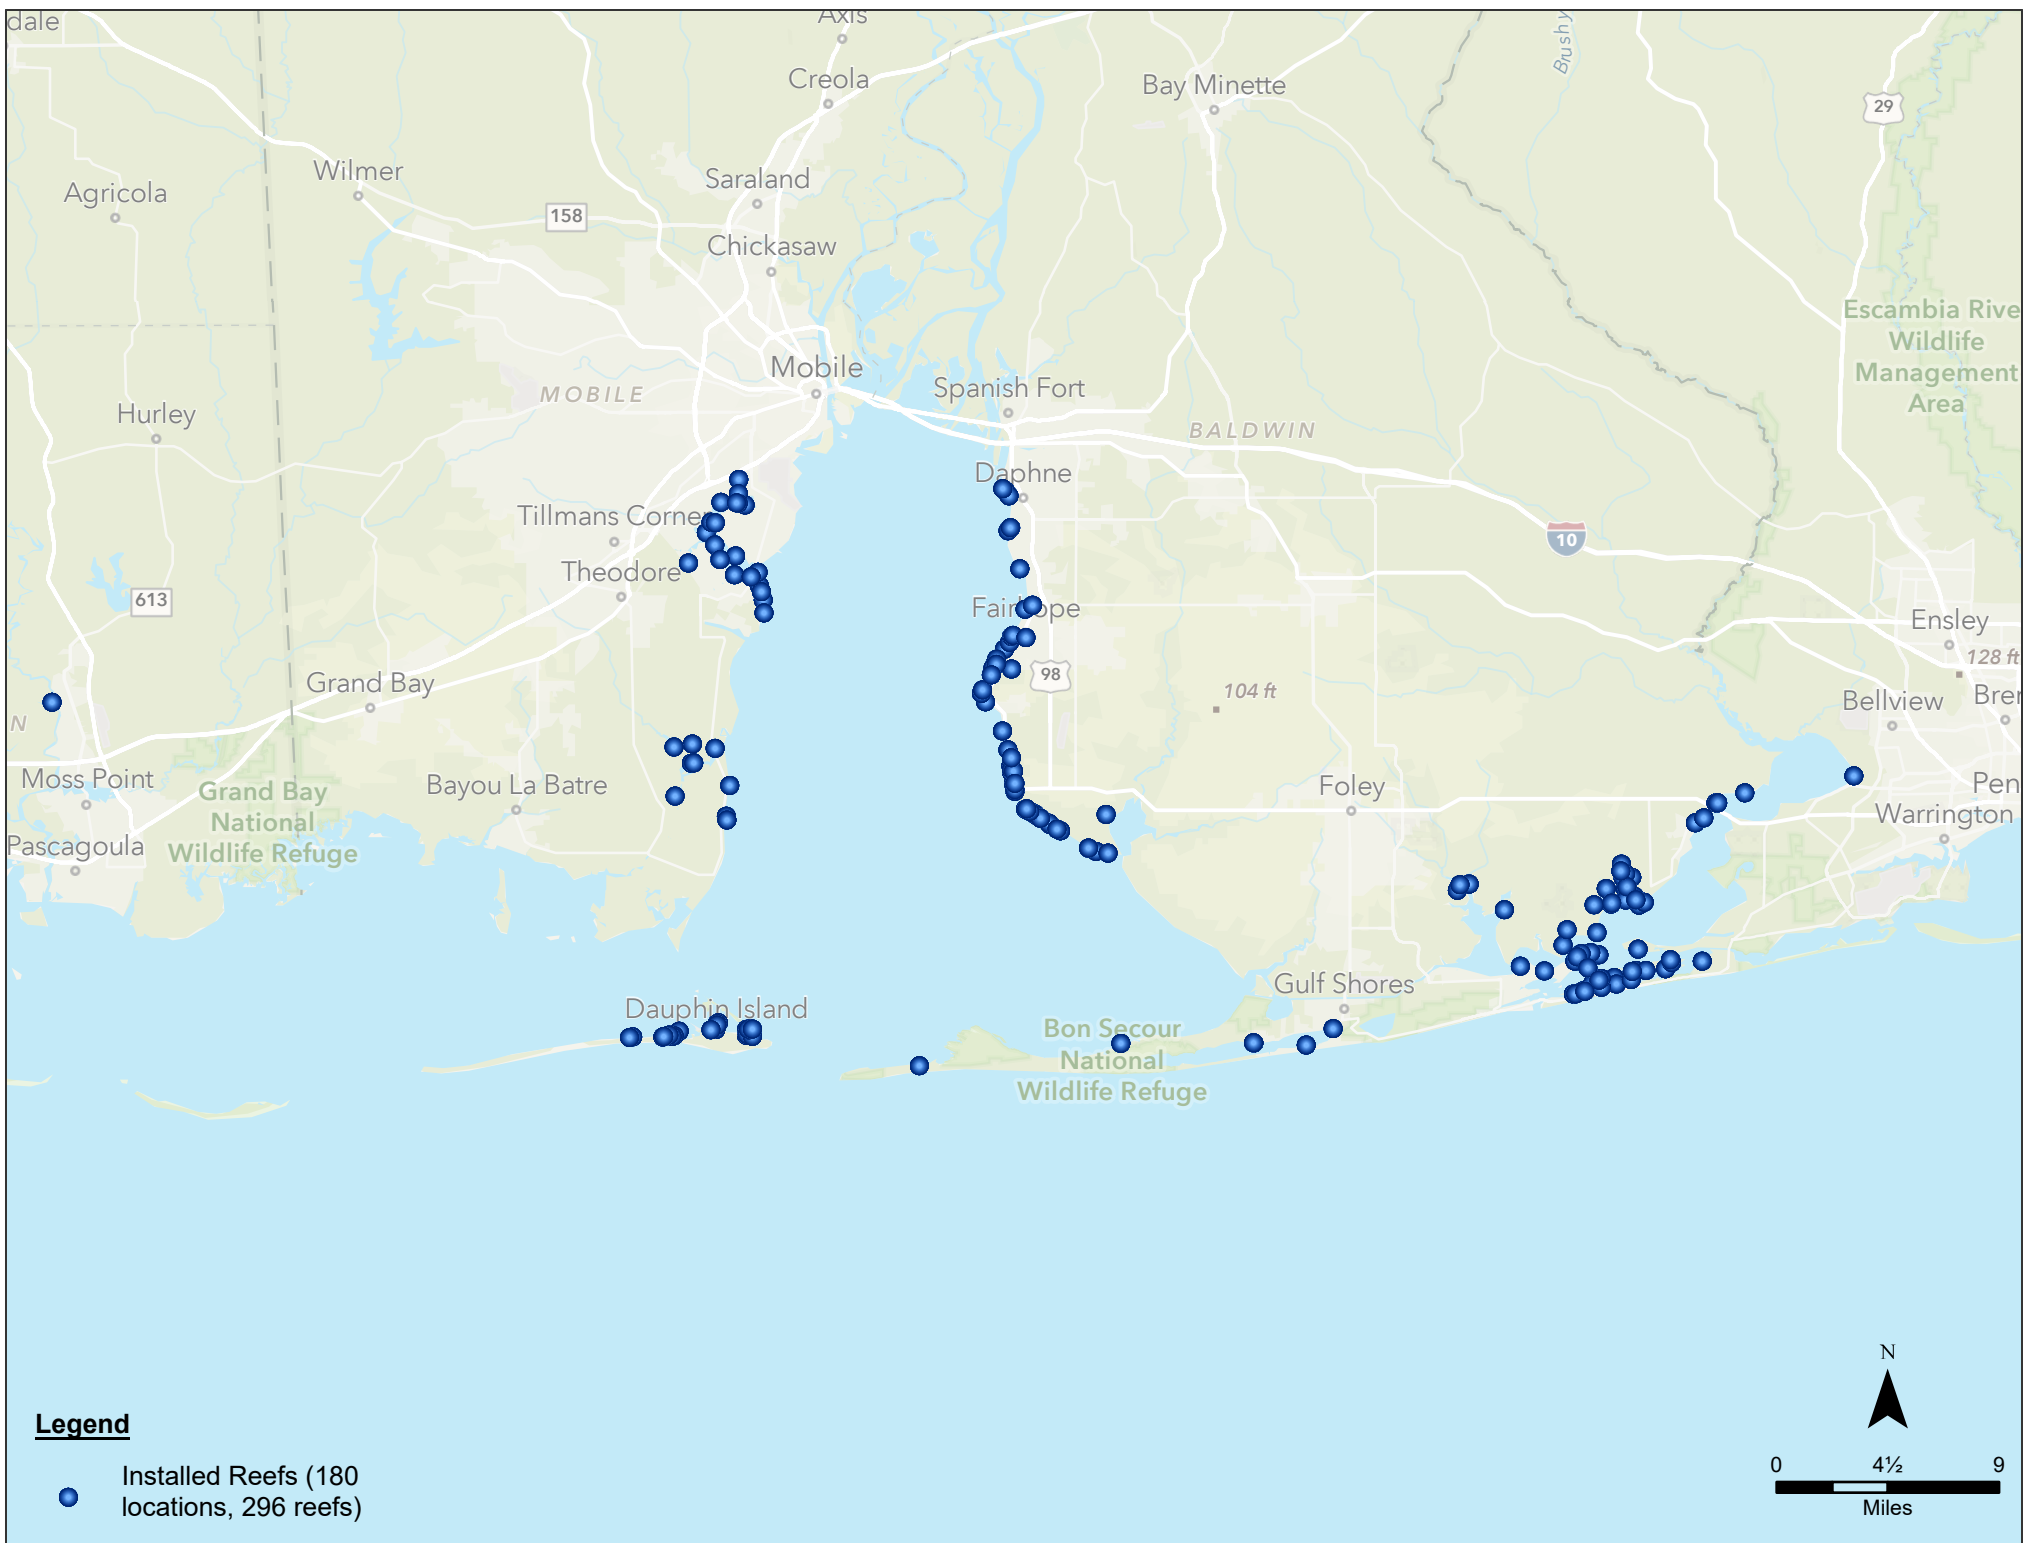 dale
Axis
Brushy
Creola
Bay Minette
29
Wilmer
Agricola
Saraland
158
Chickasaw
Escambia Rive
Wildlife
Management
Area
Mobile
Spanish Fort
MOBILE
Hurley
BALDWIN
Daphne
Tillmans Corner
10
Theodore
613
Fairhope
Ensley
128 ft
98
Grand Bay
104 ft
Bellview
Bren
N
Moss Point
Grand Bay
National
Wildlife Refuge
Bayou La Batre
Foley
Pen
Warrington
Pascagoula
Gulf Shores
Dauphin Island
Bon Secour
National
Wildlife Refuge
N
Legend
Installed Reefs (180
locations, 296 reefs)
0 4½ 9
Miles